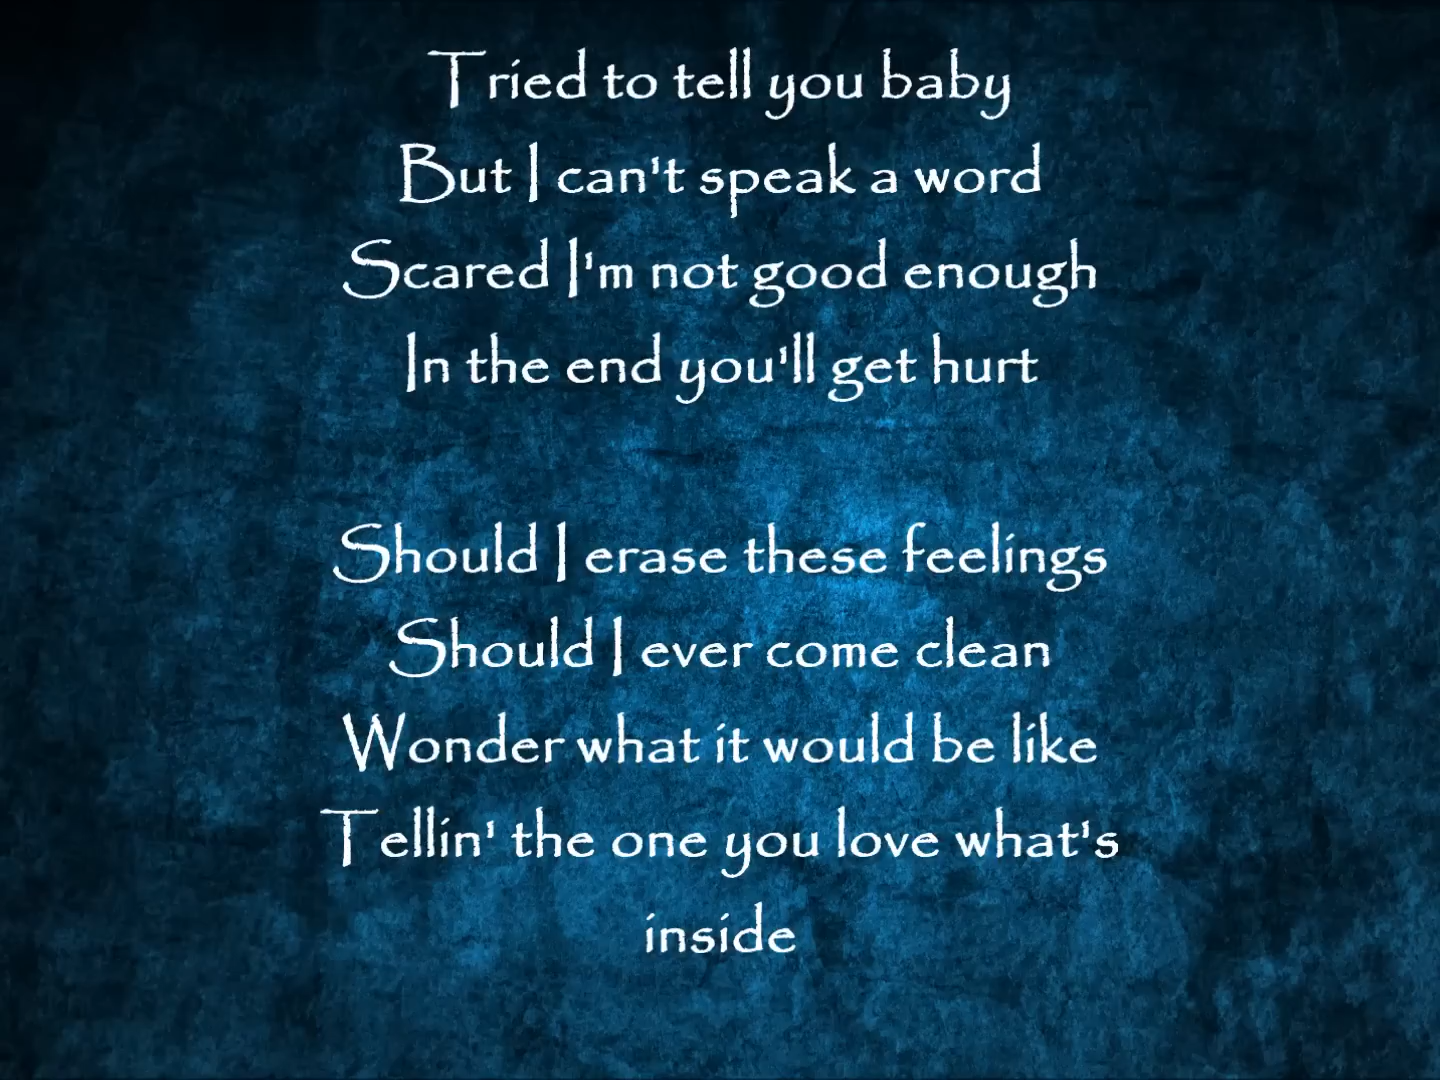 Tried to tell you baby
But I can't speak a word
Scared I'm not good enough
In the end you'll get hurt
Should I erase these feelings
Should I ever come clean
Wonder what it would be like
Tellin' the one you love what's
inside